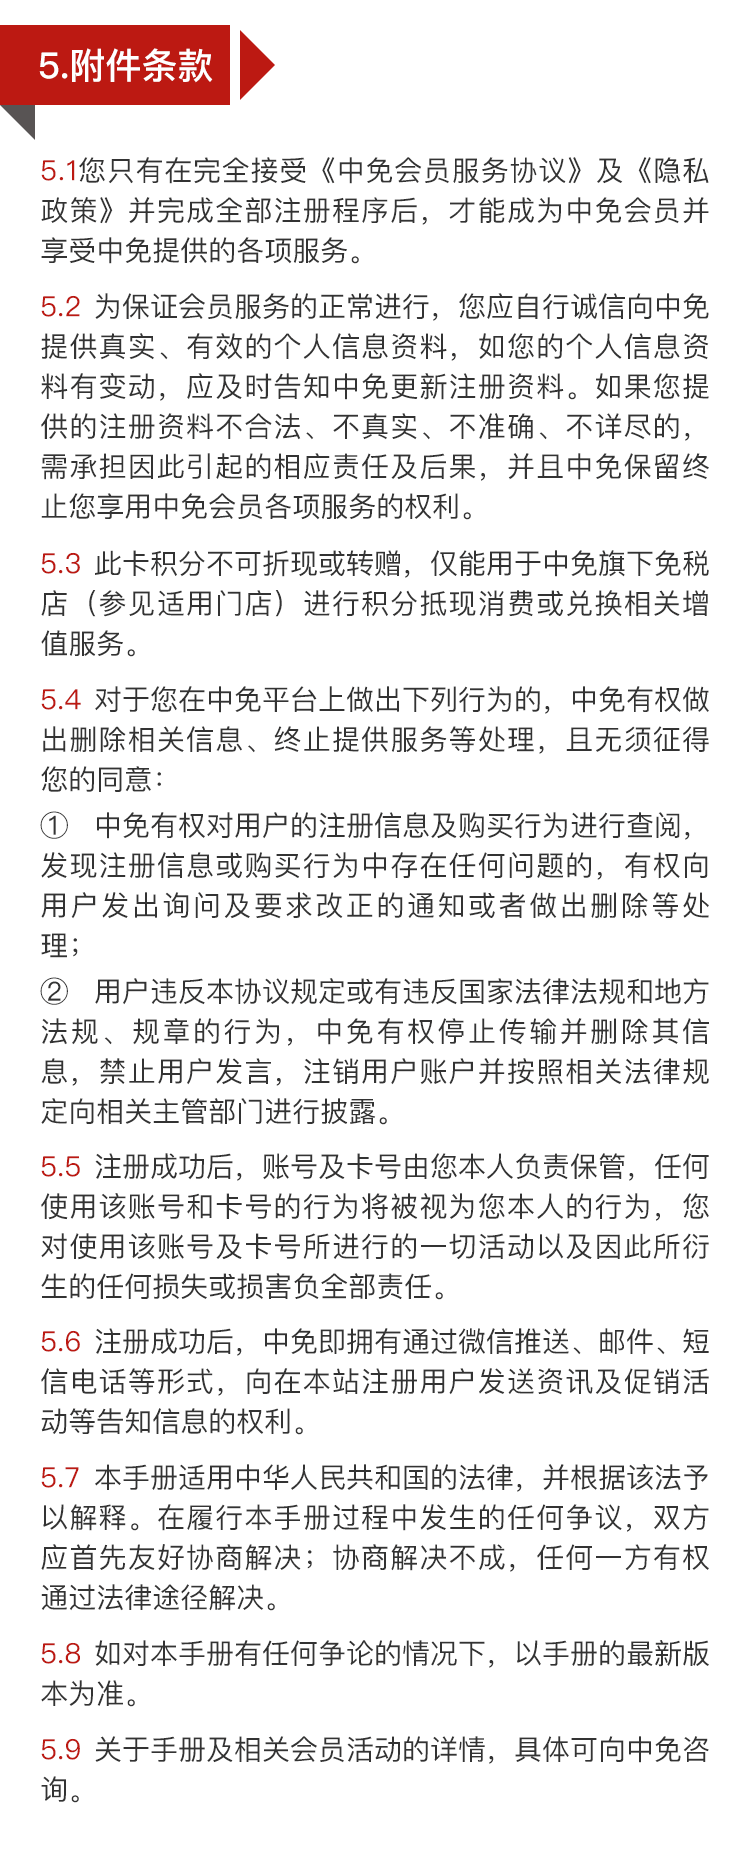 5.附件条款
5.1您只有在完全接受《中免会员服务协议》及《隐私
政策》并完成全部注册程序后，才能成为中免会员并
享受中免提供的各项服务。
5.2 为保证会员服务的正常进行，您应自行诚信向中免
提供真实、有效的个人信息资料，如您的个人信息资
料有变动，应及时告知中免更新注册资料。如果您提
供的注册资料不合法、不真实、不准确、不详尽的，
需承担因此引起的相应责任及后果，并且中免保留终
止您享用中免会员各项服务的权利。
5.3 此卡积分不可折现或转赠，仅能用于中免旗下免税
店（参见适用门店）进行积分抵现消费或兑换相关增
值服务。
5.4 对于您在中免平台上做出下列行为的，中免有权做
出删除相关信息、终止提供服务等处理，且无须征得
您的同意：
① 中免有权对用户的注册信息及购买行为进行查阅，
发现注册信息或购买行为中存在任何问题的，有权向
用户发出询问及要求改正的通知或者做出删除等处
理；
② 用户违反本协议规定或有违反国家法律法规和地方
法规、规章的行为，中免有权停止传输并删除其信
息，禁止用户发言，注销用户账户并按照相关法律规
定向相关主管部门进行披露。
5.5 注册成功后，账号及卡号由您本人负责保管，任何
使用该账号和卡号的行为将被视为您本人的行为，您
对使用该账号及卡号所进行的一切活动以及因此所衍
生的任何损失或损害负全部责任。
5.6 注册成功后，中免即拥有通过微信推送、邮件、短
信电话等形式，向在本站注册用户发送资讯及促销活
动等告知信息的权利。
5.7 本手册适用中华人民共和国的法律，并根据该法予
以解释。在履行本手册过程中发生的任何争议，双方
应首先友好协商解决；协商解决不成，任何一方有权
通过法律途径解决。
5.8 如对本手册有任何争论的情况下，以手册的最新版
本为准。
5.9 关于手册及相关会员活动的详情，具体可向中免咨
询。